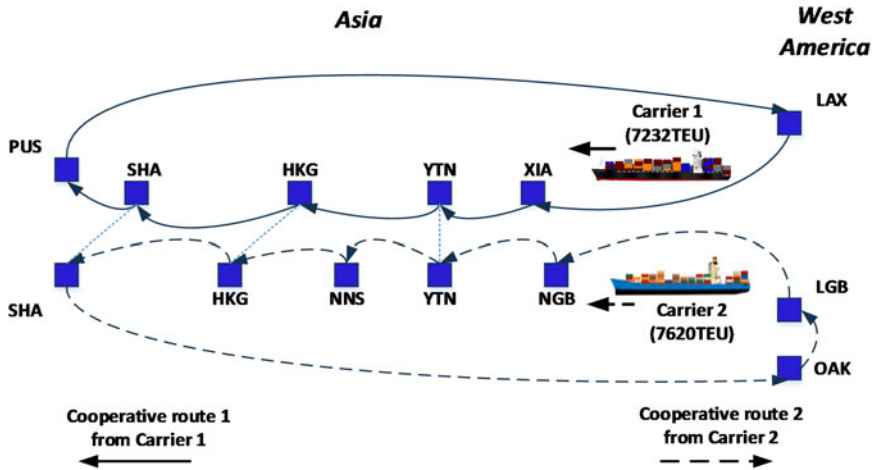 Asia
West
America
LAX
Carrier 1
(7232TEU)
PUS
SHA
HKG
YTN
XIA
SHA
HKG
NNS
YTN
NGB
LGB
Carrier 2
(7620TEU)
OAK
Cooperative route 1
from Carrier 1
Cooperative route 2
from Carrier 2